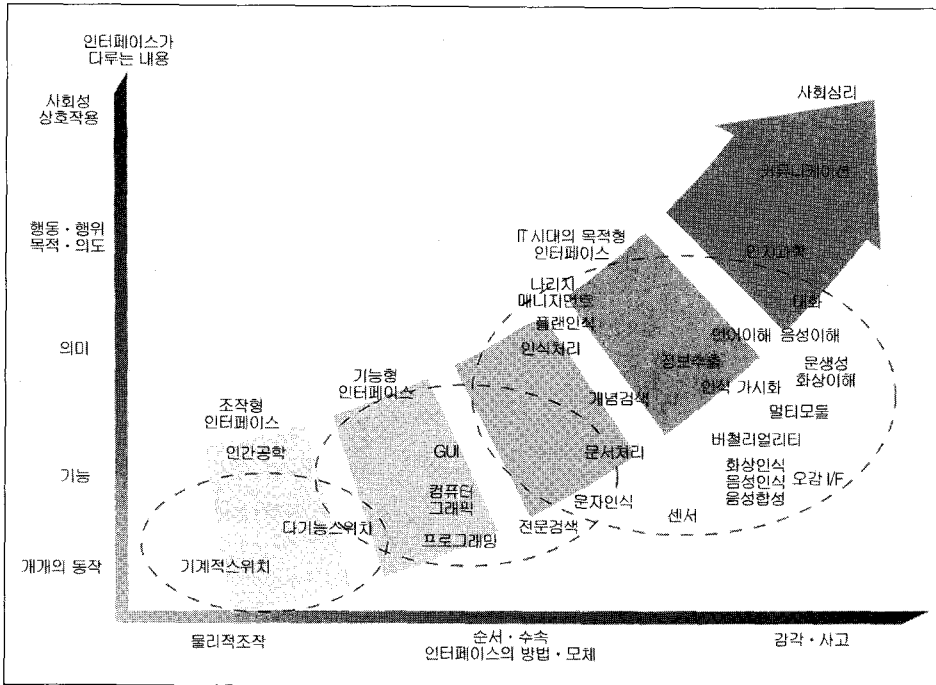 인터페이스가
다루는 내용
사회성
상호작용
사회심리
커뮤니케이션
행동·행위
목적·의도
IT시대의 목적형
인터페이스
인지과학
나리지
매니지먼트
대화
플랜인식
언어이해 음성이해
의미
인식처리
정보추출
문생성
화상이해
기능형
인터페이스
인식 가시화
개념검색
조작형
인터페이스
멀티모들
인간공학
GUI
문서처리
버철리얼리티
기능
화상인식
음성인식
음성합성
오감 I/F
컴퓨터
그래픽
문자인식
센서
다기능스위치
전문검색
프로그래밍
개개의 동작
기계적스위치
물리적조작
순서·수속
인터페이스의 방법·모체
감각·사고